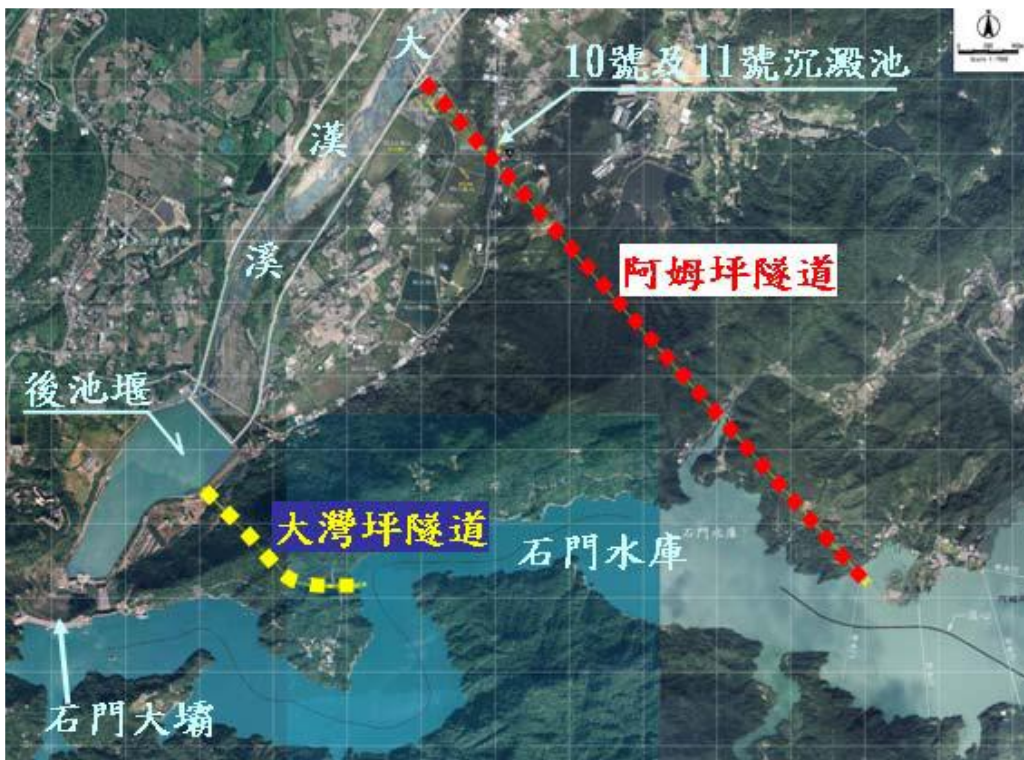 大
漢
溪
10號及11號沉澱池
阿姆坪隧道
後池堰
大灣坪隧道
石門水庫
石門水庫
石門大壩